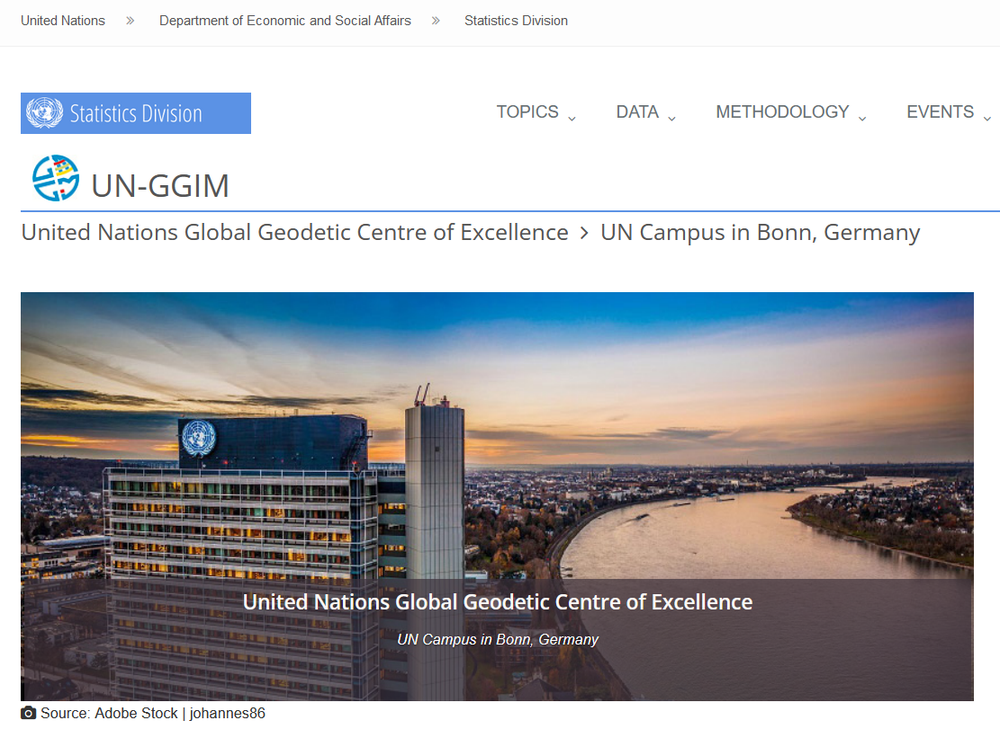 United Nations » Department of Economic and Social Affairs » Statistics Division
Statistics Division
TOPICS DATA METHODOLOGY EVENTS
UN-GGIM
United Nations Global Geodetic Centre of Excellence > UN Campus in Bonn, Germany
United Nations Global Geodetic Centre of Excellence
UN Campus in Bonn, Germany
Source: Adobe Stock | johannes86